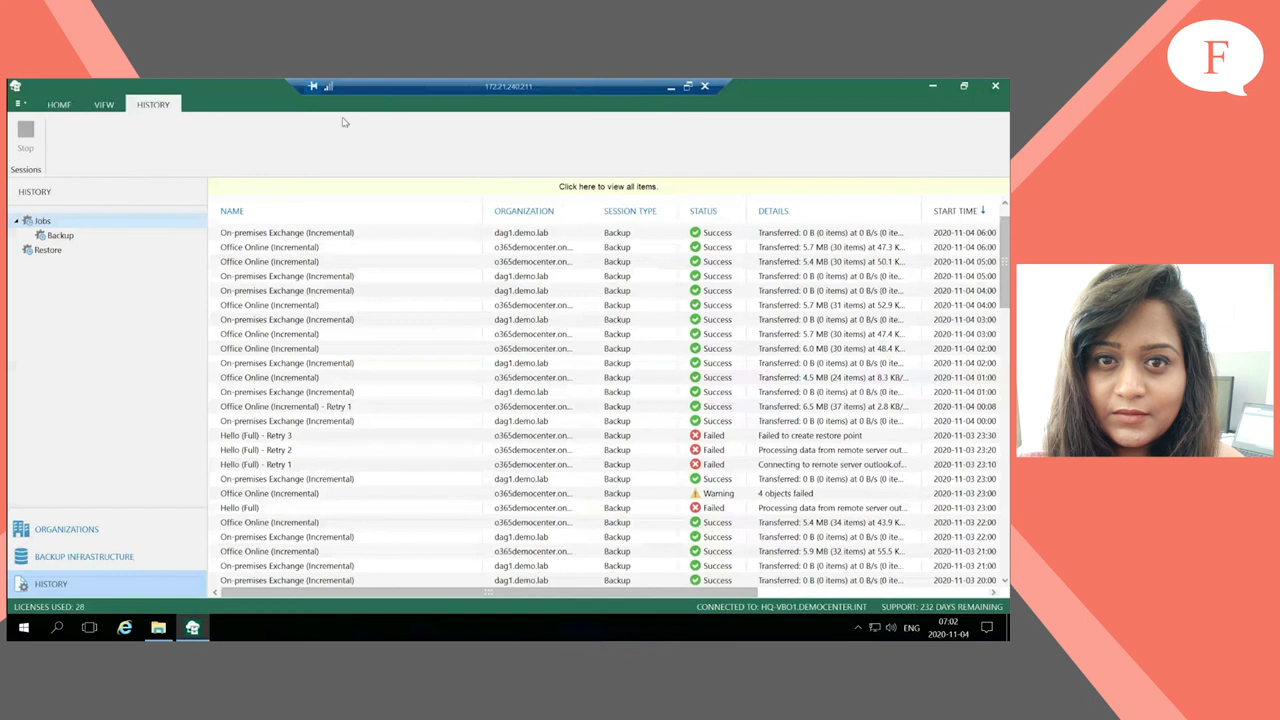 F
172.21.240.211
HOME VIEW HISTORY
Stop
Sessions
HISTORY
Click here to view all items.
Jobs
Backup
Restore
NAME ORGANIZATION SESSION TYPE STATUS DETAILS START TIME
On-premises Exchange (Incremental) dag1.demo.lab Backup Success Transferred: 0 B (0 items) at 0 B/s (0 ite... 2020-11-04 06:00
Office Online (Incremental) o365democenter.on... Backup Success Transferred: 5.7 MB (30 items) at 47.3 K... 2020-11-04 06:00
Office Online (Incremental) o365democenter.on... Backup Success Transferred: 5.4 MB (30 items) at 50.1 K... 2020-11-04 05:00
On-premises Exchange (Incremental) dag1.demo.lab Backup Success Transferred: 0 B (0 items) at 0 B/s (0 ite... 2020-11-04 05:00
On-premises Exchange (Incremental) dag1.demo.lab Backup Success Transferred: 0 B (0 items) at 0 B/s (0 ite... 2020-11-04 04:00
Office Online (Incremental) o365democenter.on... Backup Success Transferred: 5.7 MB (31 items) at 52.9 K... 2020-11-04 04:00
On-premises Exchange (Incremental) dag1.demo.lab Backup Success Transferred: 0 B (0 items) at 0 B/s (0 ite... 2020-11-04 03:00
Office Online (Incremental) o365democenter.on... Backup Success Transferred: 5.7 MB (30 items) at 47.4 K... 2020-11-04 03:00
Office Online (Incremental) o365democenter.on... Backup Success Transferred: 6.0 MB (30 items) at 48.4 K... 2020-11-04 02:00
On-premises Exchange (Incremental) dag1.demo.lab Backup Success Transferred: 0 B (0 items) at 0 B/s (0 ite... 2020-11-04 02:00
Office Online (Incremental) o365democenter.on... Backup Success Transferred: 4.5 MB (24 items) at 8.3 KB/... 2020-11-04 01:00
On-premises Exchange (Incremental) dag1.demo.lab Backup Success Transferred: 0 B (0 items) at 0 B/s (0 ite... 2020-11-04 01:00
Office Online (Incremental) - Retry 1 o365democenter.on... Backup Success Transferred: 6.5 MB (37 items) at 2.8 KB/... 2020-11-04 00:08
On-premises Exchange (Incremental) dag1.demo.lab Backup Success Transferred: 0 B (0 items) at 0 B/s (0 ite... 2020-11-04 00:00
Hello (Full) - Retry 3 o365democenter.on... Backup Failed Failed to create restore point 2020-11-03 23:30
Hello (Full) - Retry 2 o365democenter.on... Backup Failed Processing data from remote server out... 2020-11-03 23:20
Hello (Full) - Retry 1 o365democenter.on... Backup Failed Connecting to remote server outlook.of... 2020-11-03 23:10
On-premises Exchange (Incremental) dag1.demo.lab Backup Success Transferred: 0 B (0 items) at 0 B/s (0 ite... 2020-11-03 23:00
Office Online (Incremental) o365democenter.on... Backup Warning 4 objects failed 2020-11-03 23:00
Hello (Full) o365democenter.on... Backup Failed Processing data from remote server out... 2020-11-03 23:00
Office Online (Incremental) o365democenter.on... Backup Success Transferred: 5.4 MB (34 items) at 43.9 K... 2020-11-03 22:00
On-premises Exchange (Incremental) dag1.demo.lab Backup Success Transferred: 0 B (0 items) at 0 B/s (0 ite... 2020-11-03 22:00
Office Online (Incremental) o365democenter.on... Backup Success Transferred: 5.9 MB (32 items) at 55.5 K... 2020-11-03 21:00
On-premises Exchange (Incremental) dag1.demo.lab Backup Success Transferred: 0 B (0 items) at 0 B/s (0 ite... 2020-11-03 21:00
On-premises Exchange (Incremental) dag1.demo.lab Backup Success Transferred: 0 B (0 items) at 0 B/s (0 ite... 2020-11-03 20:00
ORGANIZATIONS
BACKUP INFRASTRUCTURE
HISTORY
LICENSES USED: 28 CONNECTED TO: HQ-VBO1.DEMOCENTER.INT SUPPORT: 232 DAYS REMAINING
ENG 07:02
2020-11-04